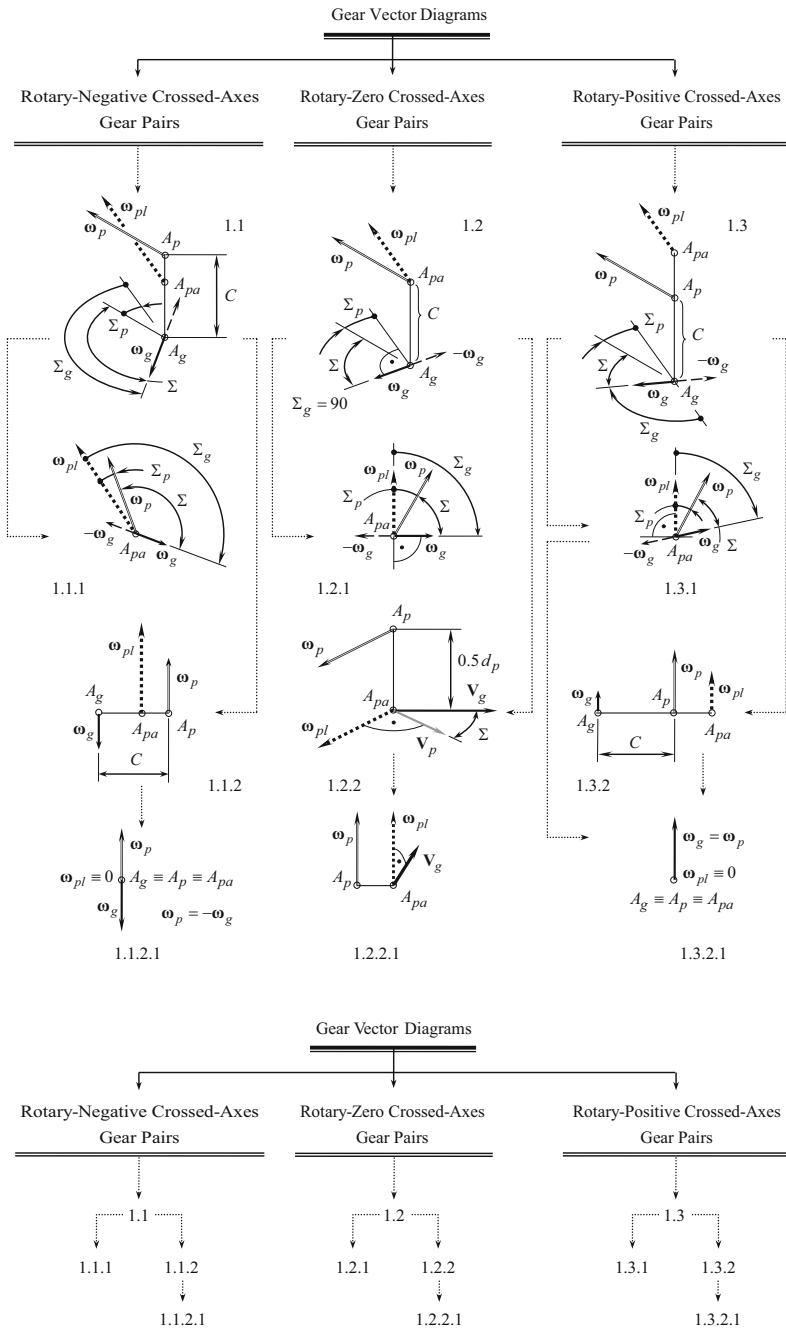 Gear Vector Diagrams
Rotary-Negative Crossed-Axes
Gear Pairs
Rotary-Zero Crossed-Axes
Gear Pairs
Rotary-Positive Crossed-Axes
Gear Pairs
ω_pl
ω_p
1.1
A_p
A_pa
C
Σ_p
ω_g
A_g
Σ_g
Σ
1.2
ω_pl
ω_p
A_pa
C
Σ_p
−ω_g
Σ
ω_g
A_g
Σ_g = 90
1.3
ω_pl
A_pa
ω_p
A_p
Σ_p
C
−ω_g
Σ
ω_g
A_g
Σ_g
ω_pl
Σ_p
Σ_g
ω_p
Σ
−ω_g
A_pa
ω_g
1.1.1
ω_pl
ω_p
Σ_g
Σ_p
Σ
A_pa
−ω_g
ω_g
1.2.1
Σ_g
ω_pl
ω_p
Σ_p
−ω_g
A_pa
ω_g
Σ
1.3.1
ω_pl
ω_p
A_g
A_pa
A_p
ω_g
C
1.1.2
A_p
ω_p
0.5 d_p
A_pa
V_g
ω_pl
V_p
Σ
1.2.2
ω_p
ω_pl
ω_g
A_p
A_g
A_pa
C
1.3.2
ω_p
ω_pl ≡ 0
A_g ≡ A_p ≡ A_pa
ω_g
ω_p = −ω_g
1.1.2.1
ω_p
ω_pl
V_g
A_p
A_pa
1.2.2.1
ω_g = ω_p
ω_pl ≡ 0
A_g ≡ A_p ≡ A_pa
1.3.2.1
Gear Vector Diagrams
Rotary-Negative Crossed-Axes
Gear Pairs
Rotary-Zero Crossed-Axes
Gear Pairs
Rotary-Positive Crossed-Axes
Gear Pairs
1.1
1.2
1.3
1.1.1
1.1.2
1.2.1
1.2.2
1.3.1
1.3.2
1.1.2.1
1.2.2.1
1.3.2.1